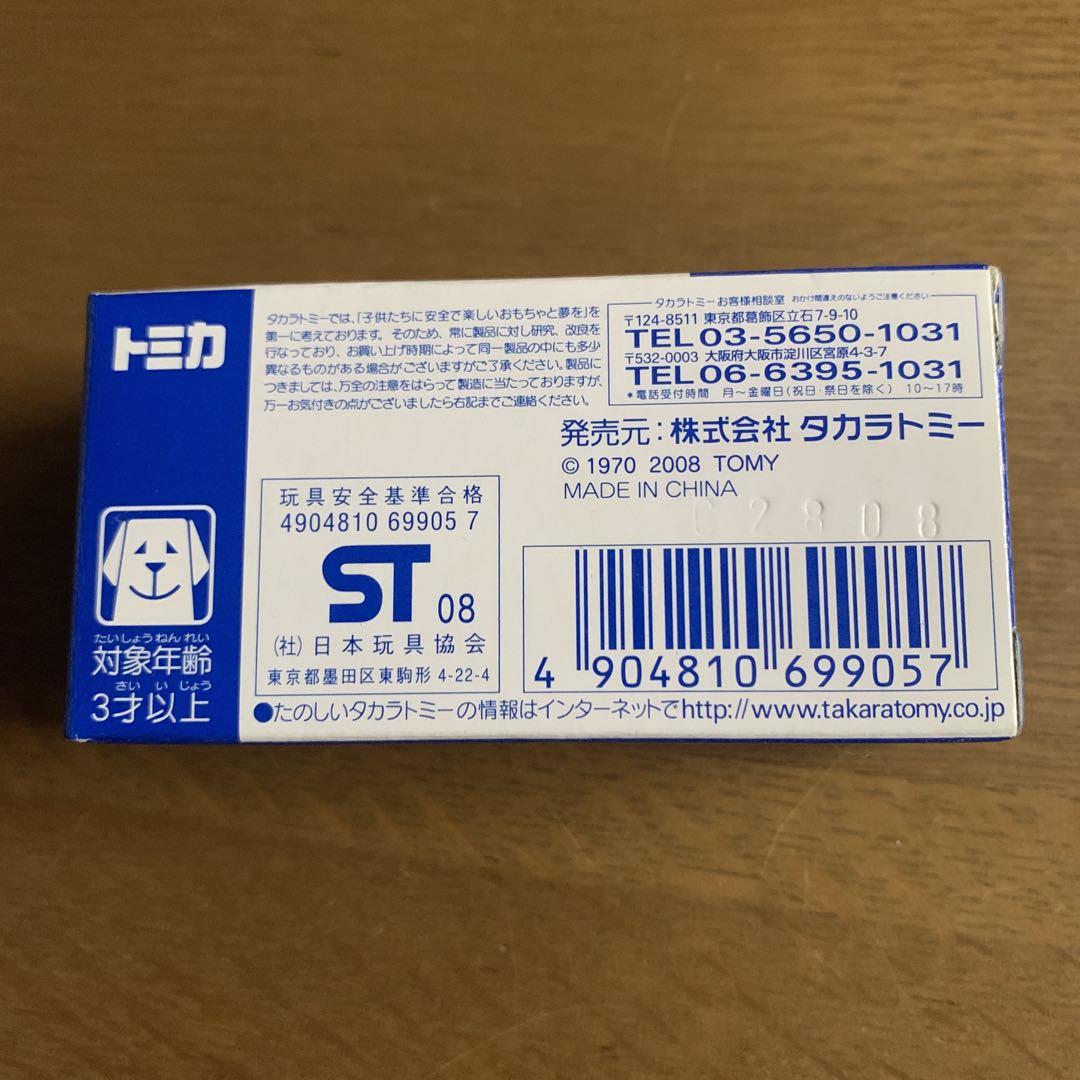 トミカ
タカラトミーでは、「子供たちに安全で楽しいおもちゃと夢を」を
第一に考えております。そのため、常に製品に対し研究、改良を
行なっており、お買い上げ時期によって同一製品の中にも多少
異なるものがある場合がございますがご了承ください。製品に
つきましては、万全の注意をはらって製造に当たっておりますが、
万一お気付きの点がございましたら右記までご連絡ください。
タカラトミーお客様相談室 おかけ間違えのないようご注意ください
〒124-8511 東京都葛飾区立石7-9-10
TEL 03-5650-1031
〒532-0003 大阪府大阪市淀川区宮原4-3-7
TEL 06-6395-1031
*電話受付時間 月～金曜日(祝日・祭日を除く) 10～17時
発売元:株式会社 タカラトミー
© 1970 2008 TOMY
MADE IN CHINA
C2808
玩具安全基準合格
4904810 69905 7
ST 08
(社)日本玩具協会
東京都墨田区東駒形 4-22-4
4 904810 699057
たいしょうねんれい
対象年齢
さいいじょう
3才以上
●たのしいタカラトミーの情報はインターネットでhttp://www.takaratomy.co.jp